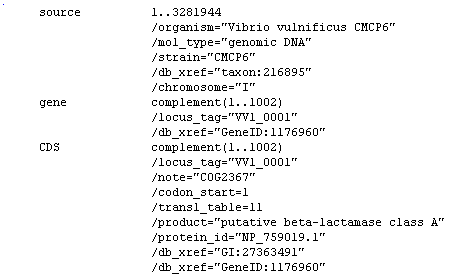 source 1..3281944
/organism="Vibrio vulnificus CMCP6"
/mol_type="genomic DNA"
/strain="CMCP6"
/db_xref="taxon:216895"
/chromosome="I"
gene complement(1..1002)
/locus_tag="VV1_0001"
/db_xref="GeneID:1176960"
CDS complement(1..1002)
/locus_tag="VV1_0001"
/note="COG2367"
/codon_start=1
/transl_table=11
/product="putative beta-lactamase class A"
/protein_id="NP_759019.1"
/db_xref="GI:27363491"
/db_xref="GeneID:1176960"